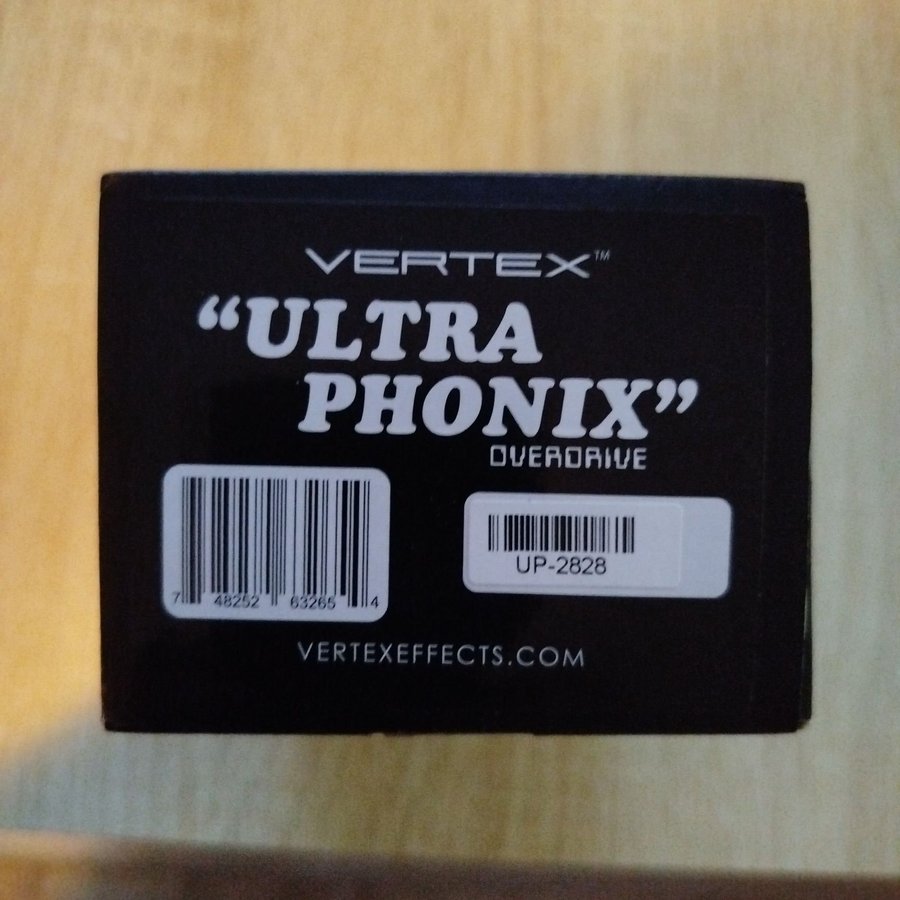 VERTEX™
“ULTRA
PHONIX”
OVERDRIVE
7 48252 63265 4
UP-2828
VERTEXEFFECTS.COM